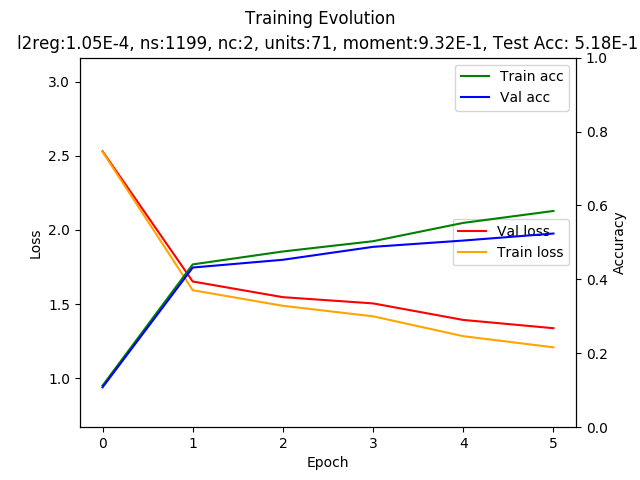 Training Evolution
l2reg:1.05E-4, ns:1199, nc:2, units:71, moment:9.32E-1, Test Acc: 5.18E-1
Train acc
Val acc
Val loss
Train loss
Loss
3.0
2.5
2.0
1.5
1.0
Accuracy
1.0
0.8
0.6
0.4
0.2
0.0
0 1 2 3 4 5
Epoch